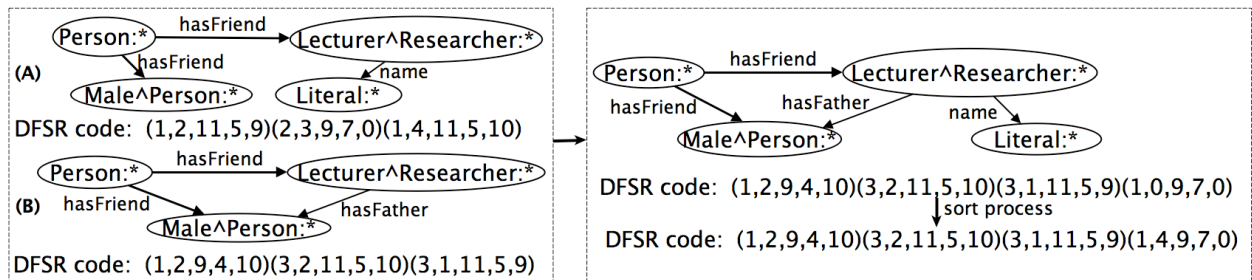 Person:*
hasFriend
Lecturer^Researcher:*
hasFriend
name
(A)
Male^Person:*
Literal:*
DFSR code: (1,2,11,5,9)(2,3,9,7,0)(1,4,11,5,10)
Person:*
hasFriend
Lecturer^Researcher:*
hasFriend
hasFather
(B)
Male^Person:*
DFSR code: (1,2,9,4,10)(3,2,11,5,10)(3,1,11,5,9)
Person:*
hasFriend
Lecturer^Researcher:*
hasFriend
hasFather
name
Male^Person:*
Literal:*
DFSR code: (1,2,9,4,10)(3,2,11,5,10)(3,1,11,5,9)(1,0,9,7,0)
sort process
DFSR code: (1,2,9,4,10)(3,2,11,5,10)(3,1,11,5,9)(1,4,9,7,0)